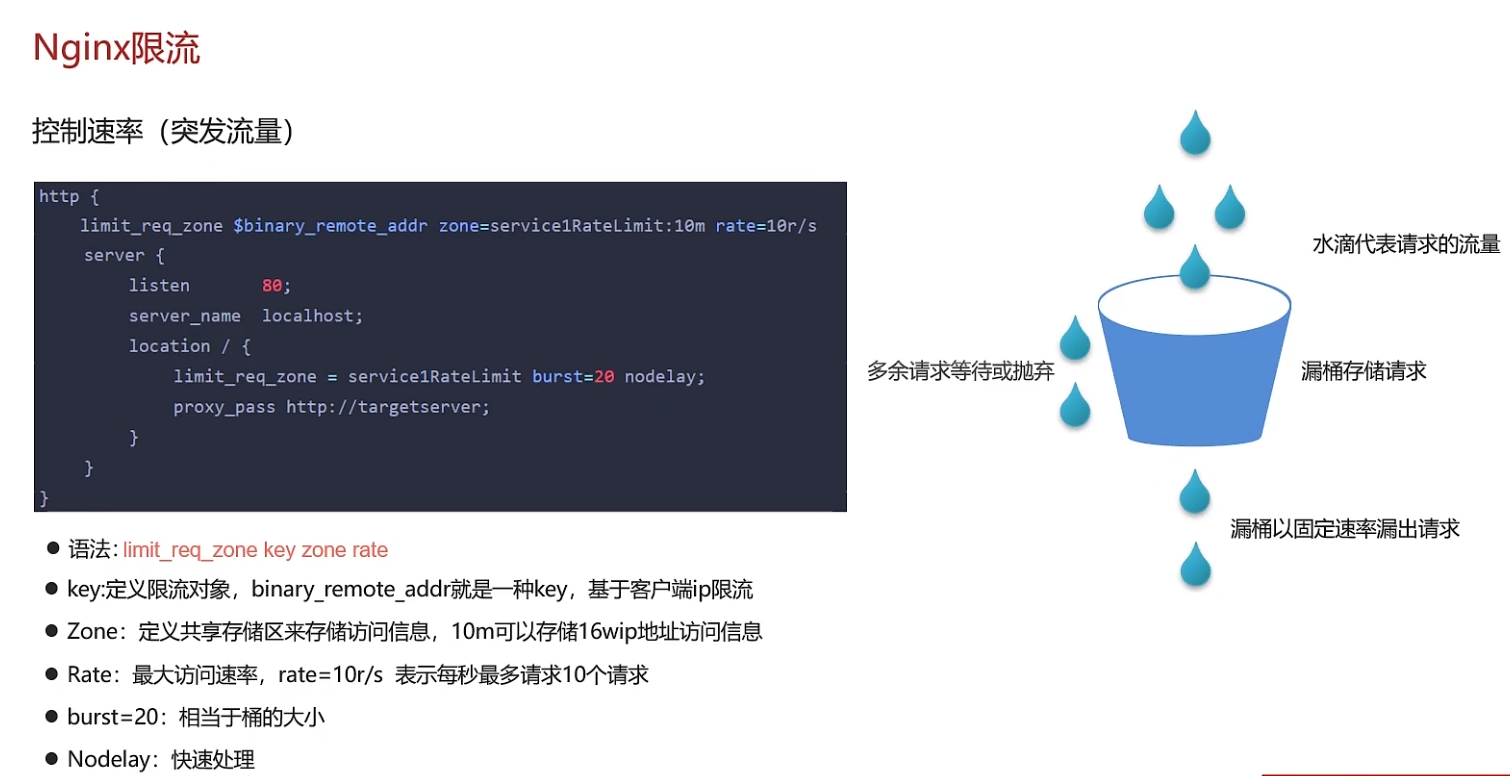 Nginx限流
控制速率（突发流量）
http {
limit_req_zone $binary_remote_addr zone=service1RateLimit:10m rate=10r/s
server {
listen 80;
server_name localhost;
location / {
limit_req_zone = service1RateLimit burst=20 nodelay;
proxy_pass http://targetserver;
}
}
}
● 语法：limit_req_zone key zone rate
● key:定义限流对象，binary_remote_addr就是一种key，基于客户端ip限流
● Zone：定义共享存储区来存储访问信息，10m可以存储16wip地址访问信息
● Rate：最大访问速率，rate=10r/s 表示每秒最多请求10个请求
● burst=20：相当于桶的大小
● Nodelay：快速处理
水滴代表请求的流量
多余请求等待或抛弃
漏桶存储请求
漏桶以固定速率漏出请求